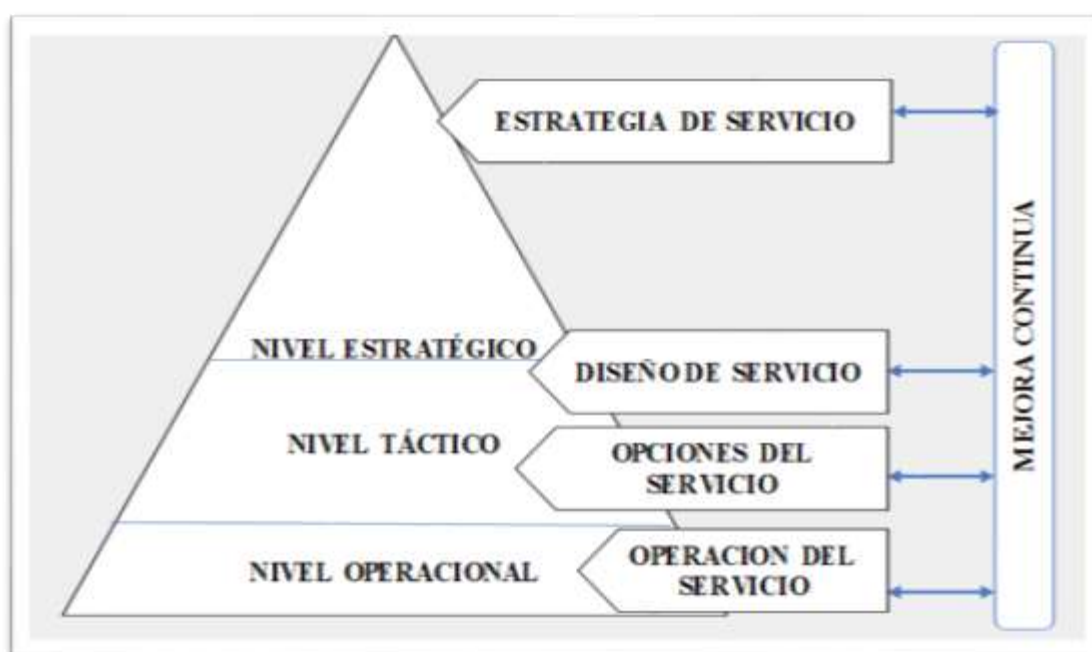 ESTRATEGIA DE SERVICIO
NIVEL ESTRATÉGICO
DISEÑO DE SERVICIO
NIVEL TÁCTICO
OPCIONES DEL
SERVICIO
NIVEL OPERACIONAL
OPERACION DEL
SERVICIO
MEJORA CONTINUA